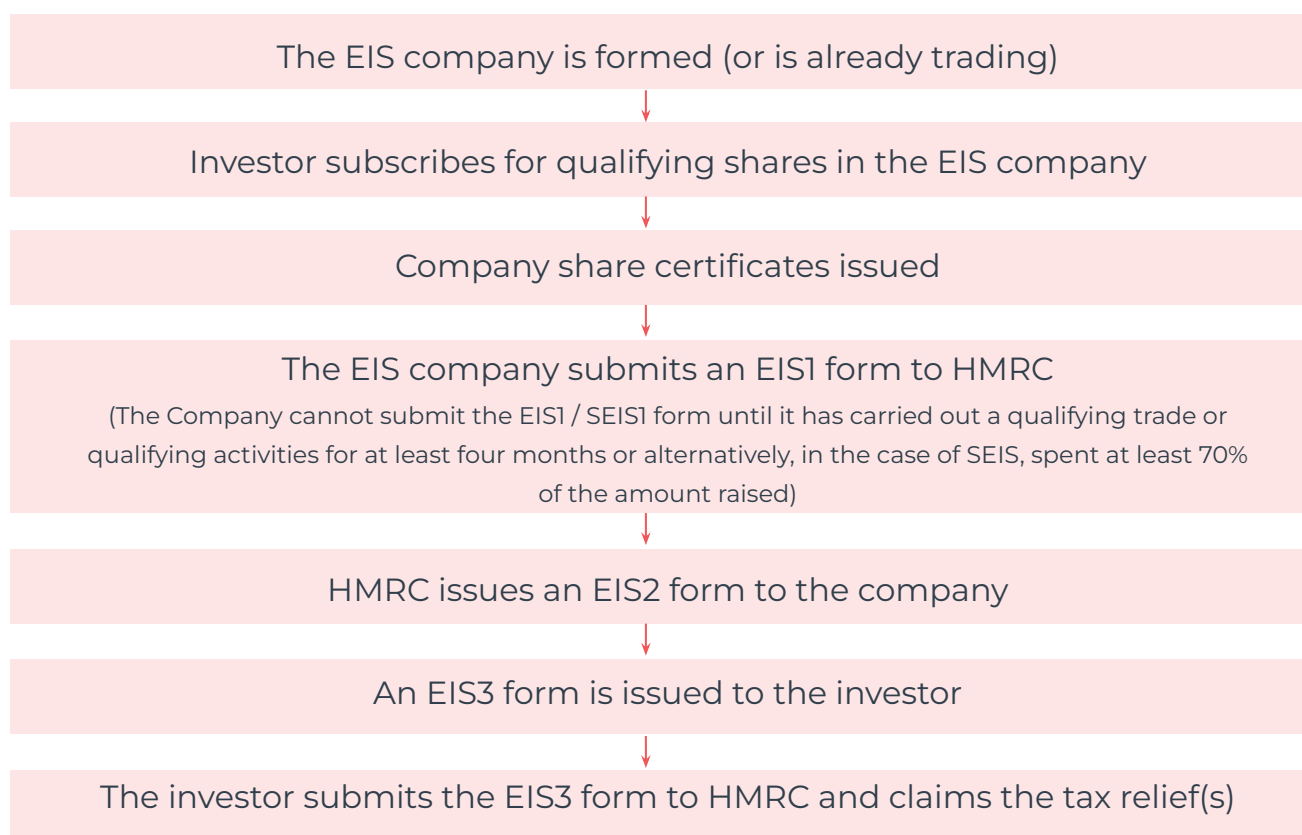 The EIS company is formed (or is already trading)
Investor subscribes for qualifying shares in the EIS company
Company share certificates issued
The EIS company submits an EIS1 form to HMRC
(The Company cannot submit the EIS1 / SEIS1 form until it has carried out a qualifying trade or
qualifying activities for at least four months or alternatively, in the case of SEIS, spent at least 70%
of the amount raised)
HMRC issues an EIS2 form to the company
An EIS3 form is issued to the investor
The investor submits the EIS3 form to HMRC and claims the tax relief(s)